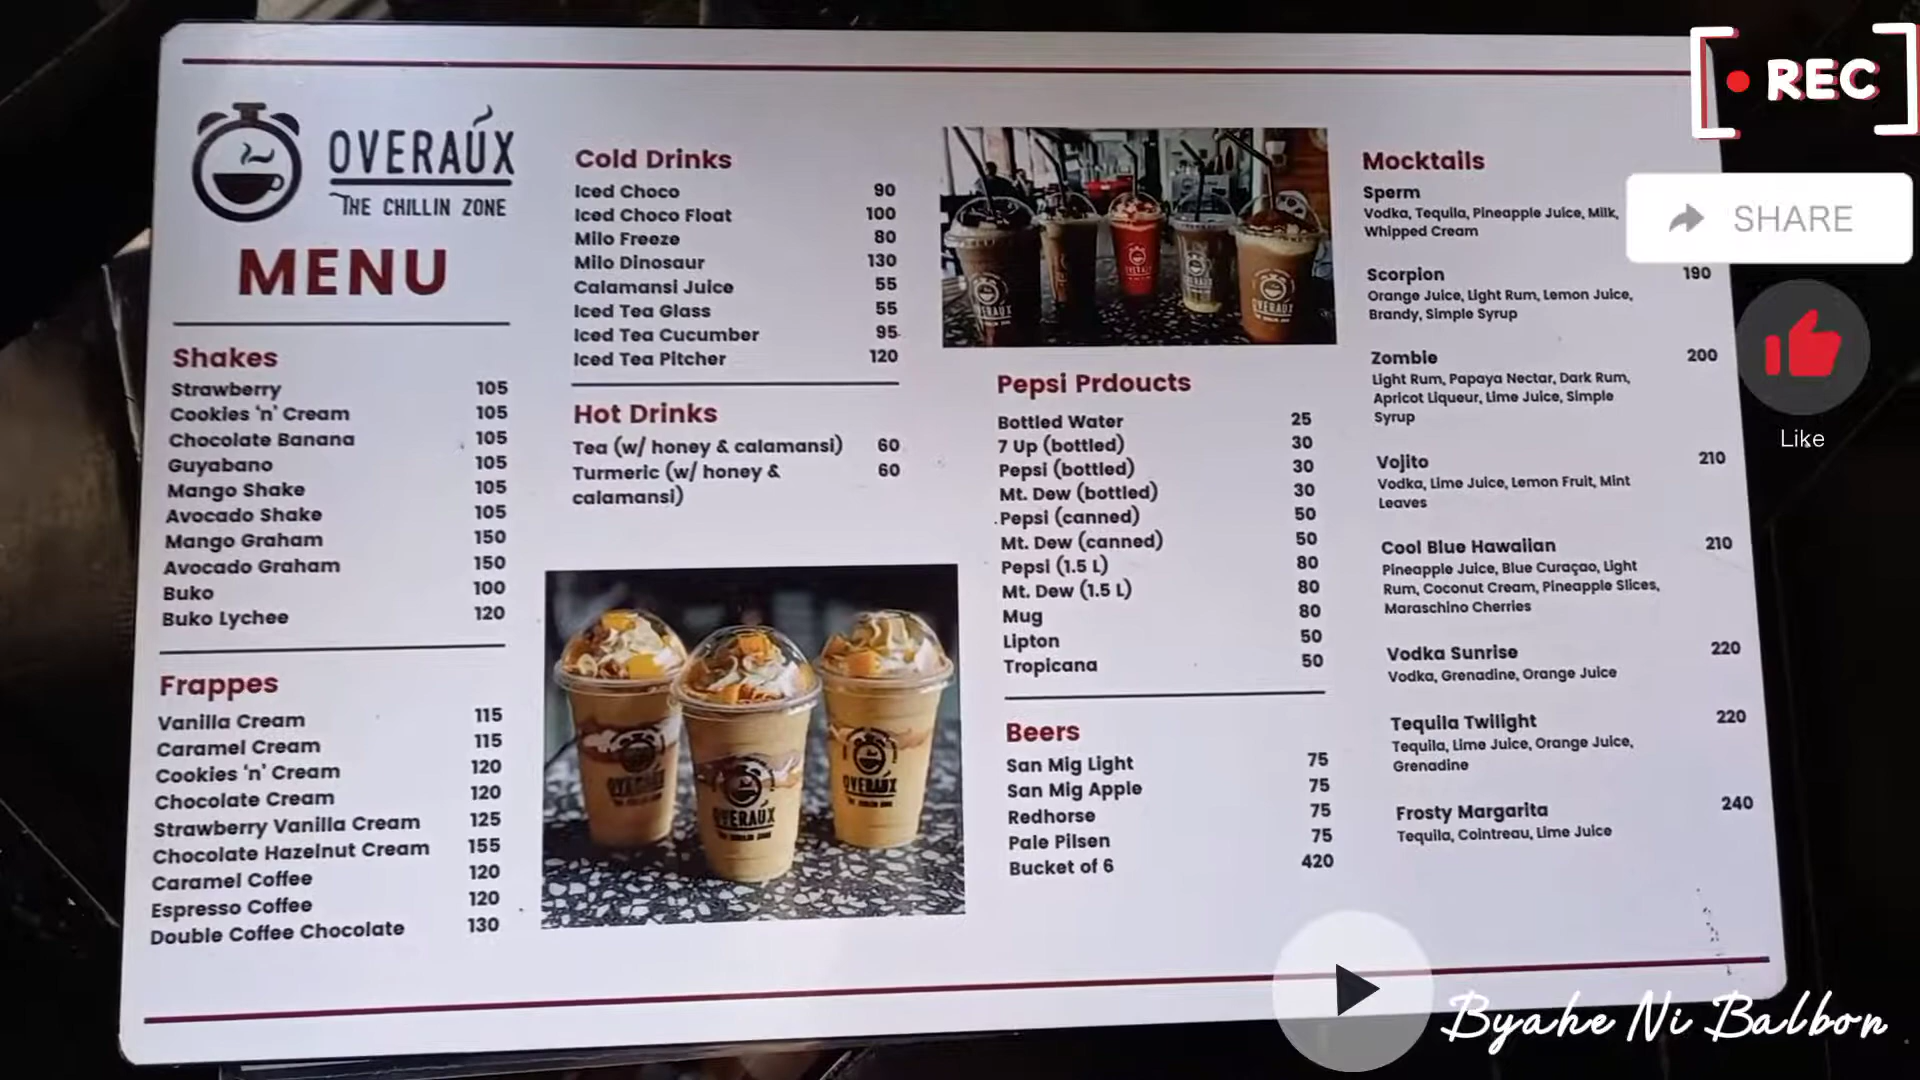 OVERAÚX
THE CHILLIN ZONE
MENU
Shakes
Strawberry 105
Cookies 'n' Cream 105
Chocolate Banana 105
Guyabano 105
Mango Shake 105
Avocado Shake 105
Mango Graham 150
Avocado Graham 150
Buko 100
Buko Lychee 120
Frappes
Vanilla Cream 115
Caramel Cream 115
Cookies 'n' Cream 120
Chocolate Cream 120
Strawberry Vanilla Cream 125
Chocolate Hazelnut Cream 155
Caramel Coffee 120
Espresso Coffee 120
Double Coffee Chocolate 130
Cold Drinks
Iced Choco 90
Iced Choco Float 100
Milo Freeze 80
Milo Dinosaur 130
Calamansi Juice 55
Iced Tea Glass 55
Iced Tea Cucumber 95
Iced Tea Pitcher 120
Hot Drinks
Tea (w/ honey & calamansi) 60
Turmeric (w/ honey & 60
calamansi)
OVERAÚX
OVERAÚX
OVERAÚX
Pepsi Prdoucts
Bottled Water 25
7 Up (bottled) 30
Pepsi (bottled) 30
Mt. Dew (bottled) 30
Pepsi (canned) 50
Mt. Dew (canned) 50
Pepsi (1.5 L) 80
Mt. Dew (1.5 L) 80
Mug 80
Lipton 50
Tropicana 50
Beers
San Mig Light 75
San Mig Apple 75
Redhorse 75
Pale Pilsen 75
Bucket of 6 420
Mocktails
Sperm
Vodka, Tequila, Pineapple Juice, Milk,
Whipped Cream
Scorpion 190
Orange Juice, Light Rum, Lemon Juice,
Brandy, Simple Syrup
Zombie 200
Light Rum, Papaya Nectar, Dark Rum,
Apricot Liqueur, Lime Juice, Simple
Syrup
Vojito 210
Vodka, Lime Juice, Lemon Fruit, Mint
Leaves
Cool Blue Hawaiian 210
Pineapple Juice, Blue Curaçao, Light
Rum, Coconut Cream, Pineapple Slices,
Maraschino Cherries
Vodka Sunrise 220
Vodka, Grenadine, Orange Juice
Tequila Twilight 220
Tequila, Lime Juice, Orange Juice,
Grenadine
Frosty Margarita 240
Tequila, Cointreau, Lime Juice
REC
SHARE
Like
Byahe Ni Balbon